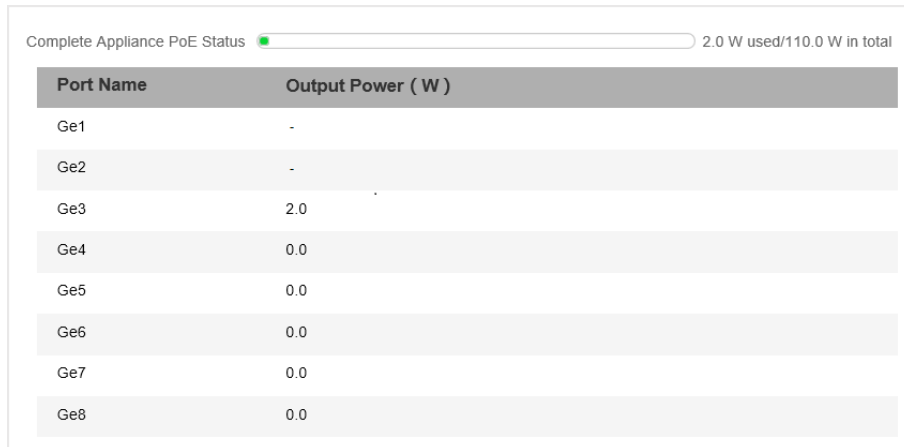 Complete Appliance PoE Status 2.0 W used/110.0 W in total
Port Name Output Power ( W )
Ge1 -
Ge2 -
Ge3 2.0
Ge4 0.0
Ge5 0.0
Ge6 0.0
Ge7 0.0
Ge8 0.0